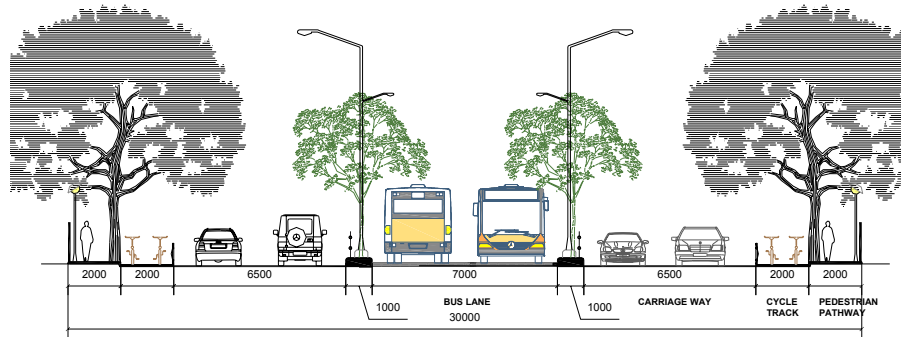 2000 2000 6500 7000 6500 2000 2000
1000 BUS LANE 1000 CARRIAGE WAY CYCLE TRACK PEDESTRIAN PATHWAY
30000